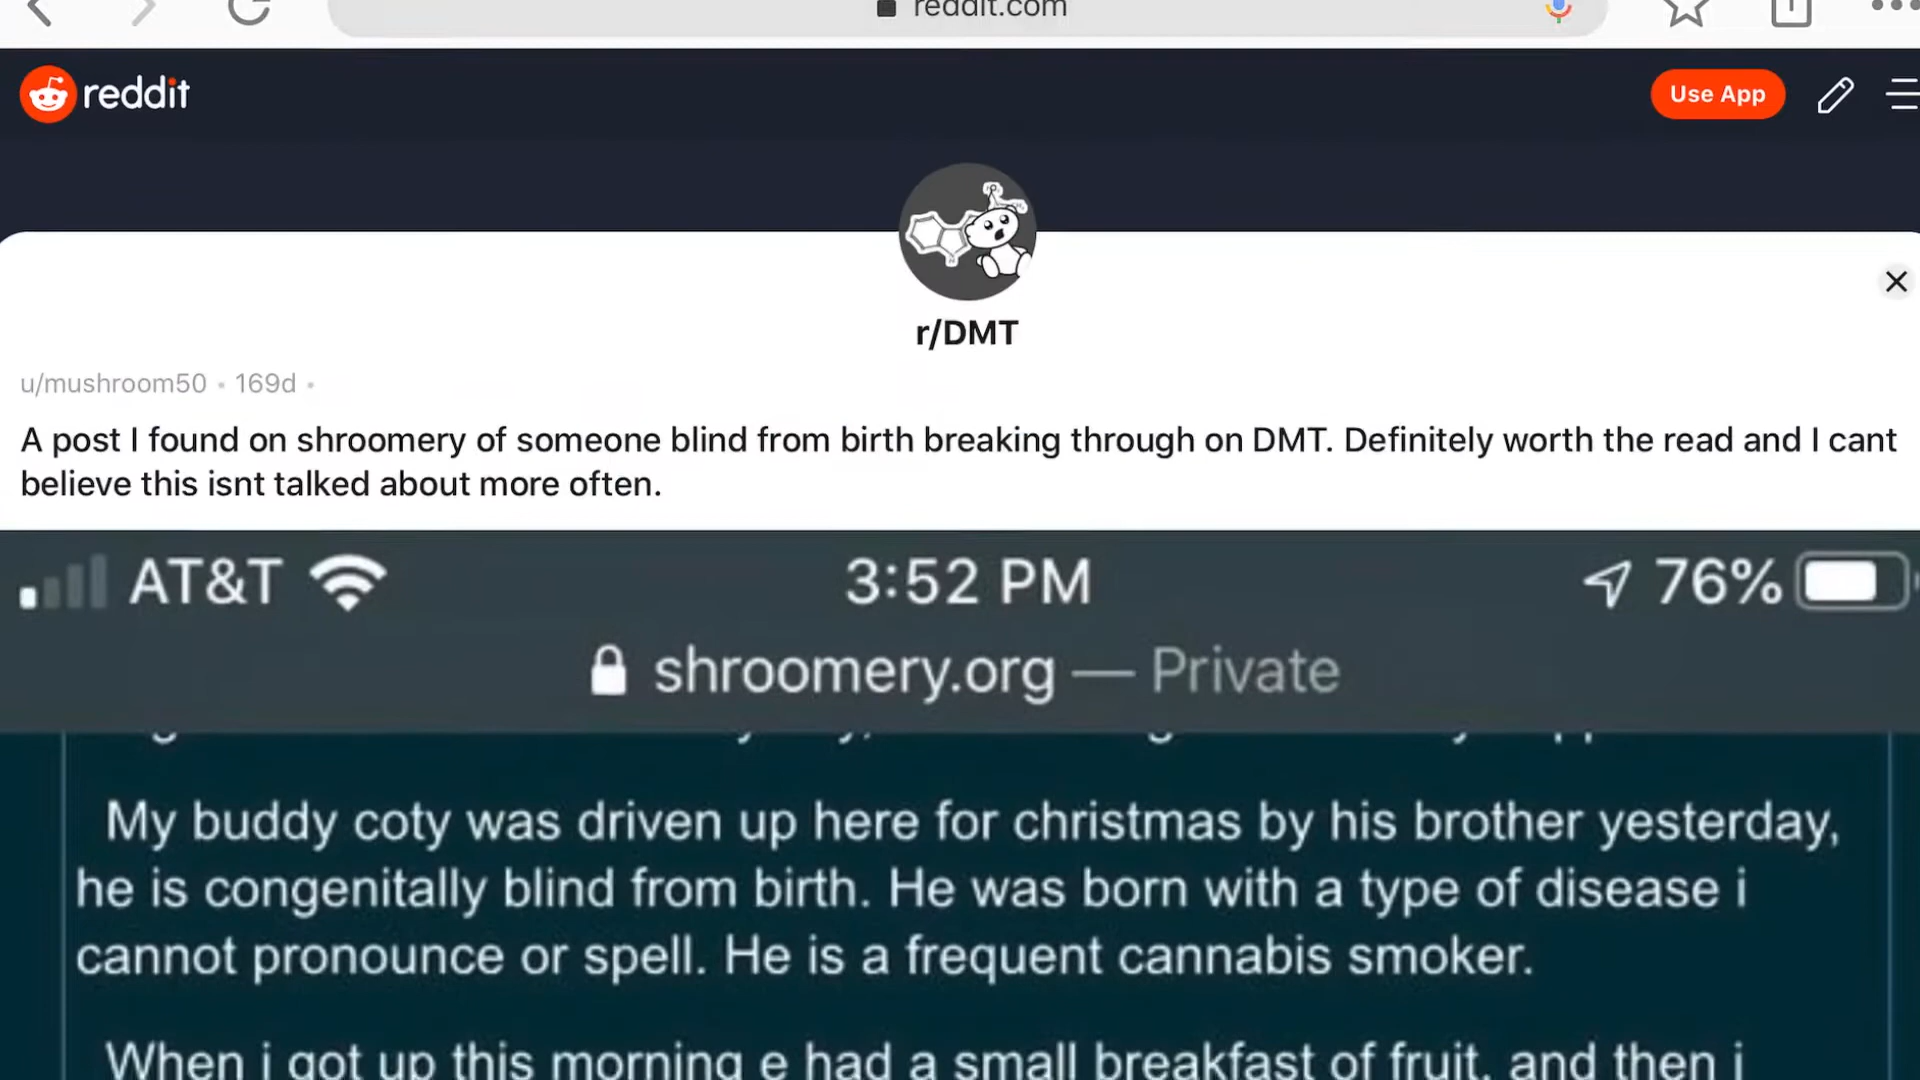 reddit.com
reddit
Use App
r/DMT
u/mushroom50 • 169d •
A post I found on shroomery of someone blind from birth breaking through on DMT. Definitely worth the read and I cant
believe this isnt talked about more often.
AT&T 3:52 PM 76%
shroomery.org — Private
My buddy coty was driven up here for christmas by his brother yesterday,
he is congenitally blind from birth. He was born with a type of disease i
cannot pronounce or spell. He is a frequent cannabis smoker.
When i got up this morning e had a small breakfast of fruit, and then i